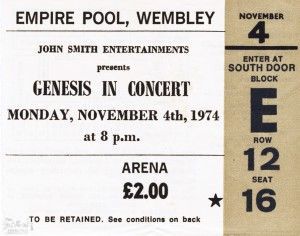 EMPIRE POOL, WEMBLEY
JOHN SMITH ENTERTAINMENTS
presents
GENESIS IN CONCERT
MONDAY, NOVEMBER 4th, 1974
at 8 p.m.
ARENA
£2.00
TO BE RETAINED. See conditions on back
NOVEMBER
4
ENTER AT
SOUTH DOOR
BLOCK
E
ROW
12
SEAT
16